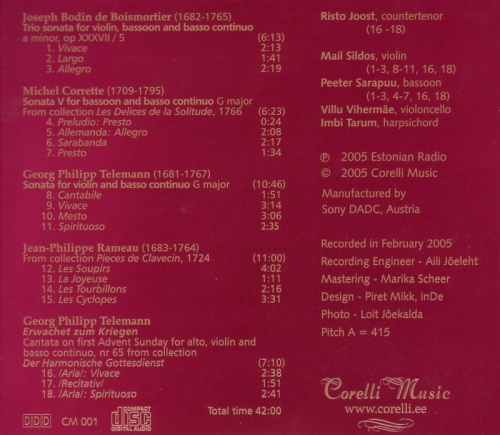 Joseph Bodin de Boismortier (1682-1765)
Trio sonata for violin, bassoon and basso continuo
a minor, op XXXVII / 5 (6:13)
1. Vivace 2:13
2. Largo 1:41
3. Allegro 2:19
Michel Corrette (1709-1795)
Sonata V for bassoon and basso continuo G major
From collection Les Delices de la Solitude, 1766 (6:23)
4. Preludio: Presto 0:24
5. Allemanda: Allegro 2:08
6. Sarabanda 2:17
7. Presto 1:34
Georg Philipp Telemann (1681-1767)
Sonata for violin and basso continuo G major (10:46)
8. Cantabile 1:51
9. Vivace 3:14
10. Mesto 3:06
11. Spirituoso 2:35
Jean-Philippe Rameau (1683-1764)
From collection Pieces de Clavecin, 1724 (11:00)
12. Les Soupirs 4:02
13. La Joyeuse 1:11
14. Les Tourbillons 2:16
15. Les Cyclopes 3:31
Georg Philipp Telemann
Erwachet zum Kriegen
Cantata on first Advent Sunday for alto, violin and
basso continuo, nr 65 from collection
Der Harmonische Gottesdienst (7:10)
16. /Aria/: Vivace 2:38
17. /Recitativ/ 1:51
18. /Aria/: Spirituoso 2:41
Total time 42:00
DDD CM 001 COMPACT disc DIGITAL AUDIO
Risto Joost, countertenor
(16 -18)
Mail Sildos, violin
(1-3, 8-11, 16, 18)
Peeter Sarapuu, bassoon
(1-3, 4-7, 16, 18)
Villu Vihermäe, violoncello
Imbi Tarum, harpsichord
℗ 2005 Estonian Radio
© 2005 Corelli Music
Manufactured by
Sony DADC, Austria
Recorded in February 2005
Recording Engineer - Aili Jõeleht
Mastering - Marika Scheer
Design - Piret Mikk, inDe
Photo - Loit Jõekalda
Pitch A = 415
Corelli Music
www.corelli.ee